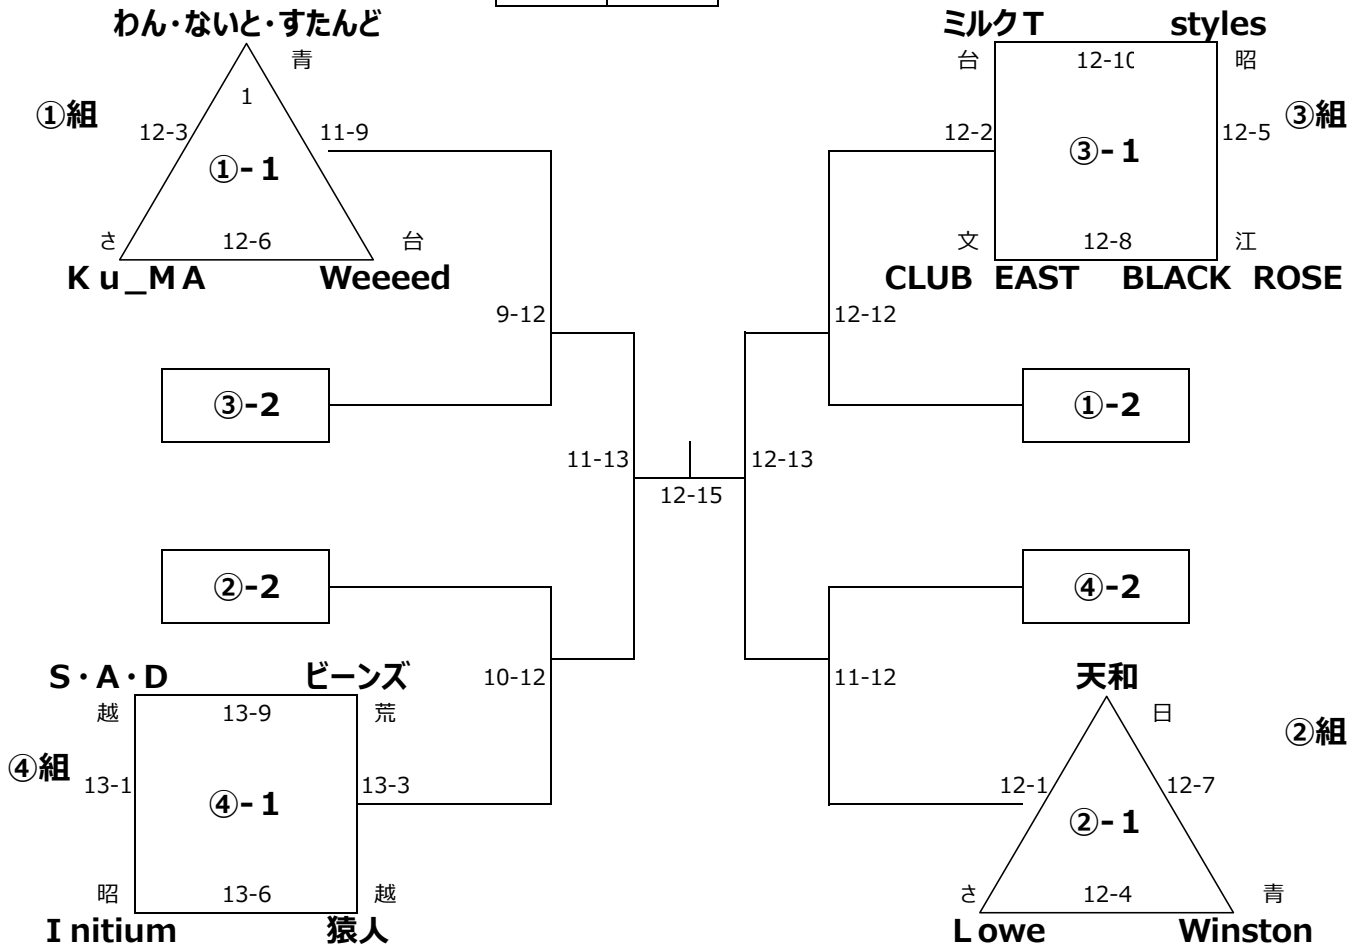 わん・ないと・すたんど
ミルクT styles
青
台 12-10 昭
1
①組
③組
12-3 11-9
12-2 12-5
①-1
③-1
さ 12-6 台
文 12-8 江
Ku_MA Weeeed
CLUB EAST BLACK ROSE
9-12
12-12
③-2
①-2
11-13
12-13
12-15
②-2
④-2
S・A・D ビーンズ
10-12
11-12
天和
越 13-9 荒
日
②組
④組
13-1 13-3
12-1 12-7
④-1
②-1
昭 13-6 越
さ 12-4 青
Initium 猿人
Lowe Winston